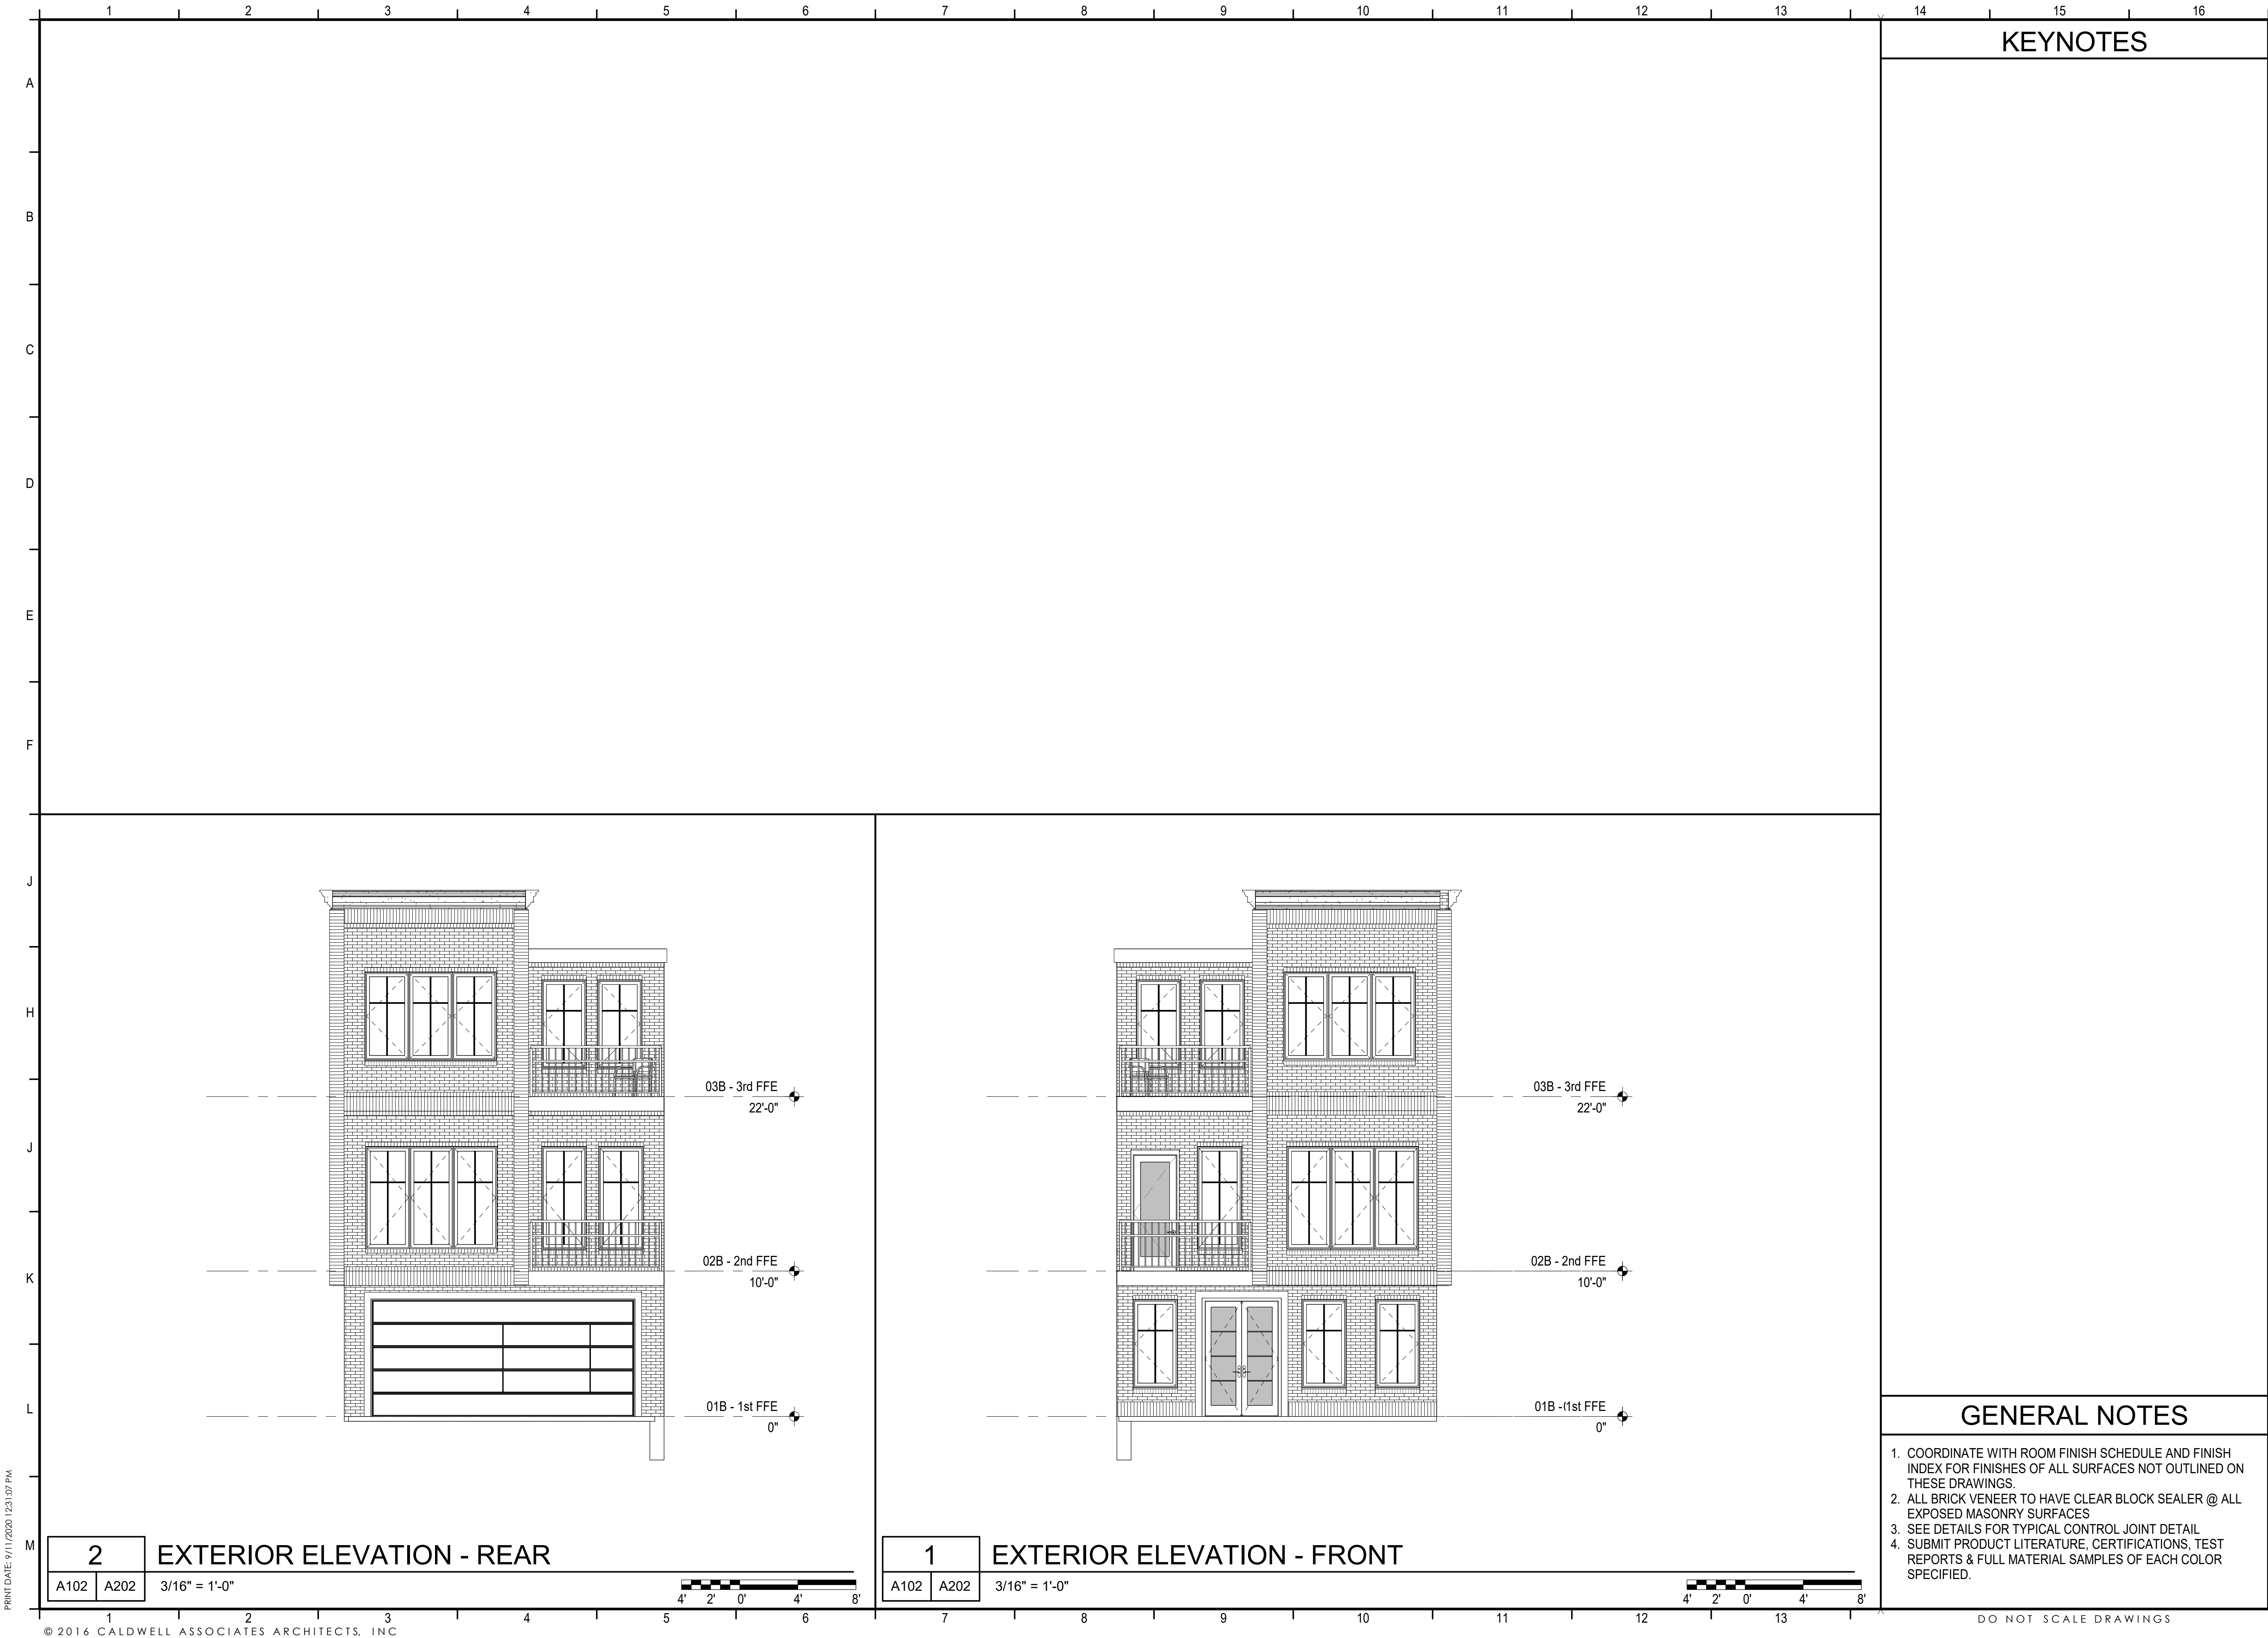 1 2 3 4 5 6 7 8 9 10 11 12 13 14 15 16
KEYNOTES
A
B
C
D
E
F
J
H
J
K
L
M
03B - 3rd FFE
22'-0"
02B - 2nd FFE
10'-0"
01B - 1st FFE
0"
03B - 3rd FFE
22'-0"
02B - 2nd FFE
10'-0"
01B - 1st FFE
0"
GENERAL NOTES
1. COORDINATE WITH ROOM FINISH SCHEDULE AND FINISH
INDEX FOR FINISHES OF ALL SURFACES NOT OUTLINED ON
THESE DRAWINGS.
2. ALL BRICK VENEER TO HAVE CLEAR BLOCK SEALER @ ALL
EXPOSED MASONRY SURFACES
3. SEE DETAILS FOR TYPICAL CONTROL JOINT DETAIL
4. SUBMIT PRODUCT LITERATURE, CERTIFICATIONS, TEST
REPORTS & FULL MATERIAL SAMPLES OF EACH COLOR
SPECIFIED.
2 EXTERIOR ELEVATION - REAR
A102 A202 3/16" = 1'-0"
4' 2' 0' 4' 8'
1 EXTERIOR ELEVATION - FRONT
A102 A202 3/16" = 1'-0"
4' 2' 0' 4' 8'
1 2 3 4 5 6 7 8 9 10 11 12 13
DO NOT SCALE DRAWINGS
© 2016 CALDWELL ASSOCIATES ARCHITECTS, INC
PRINT DATE: 9/11/2020 12:31:07 PM